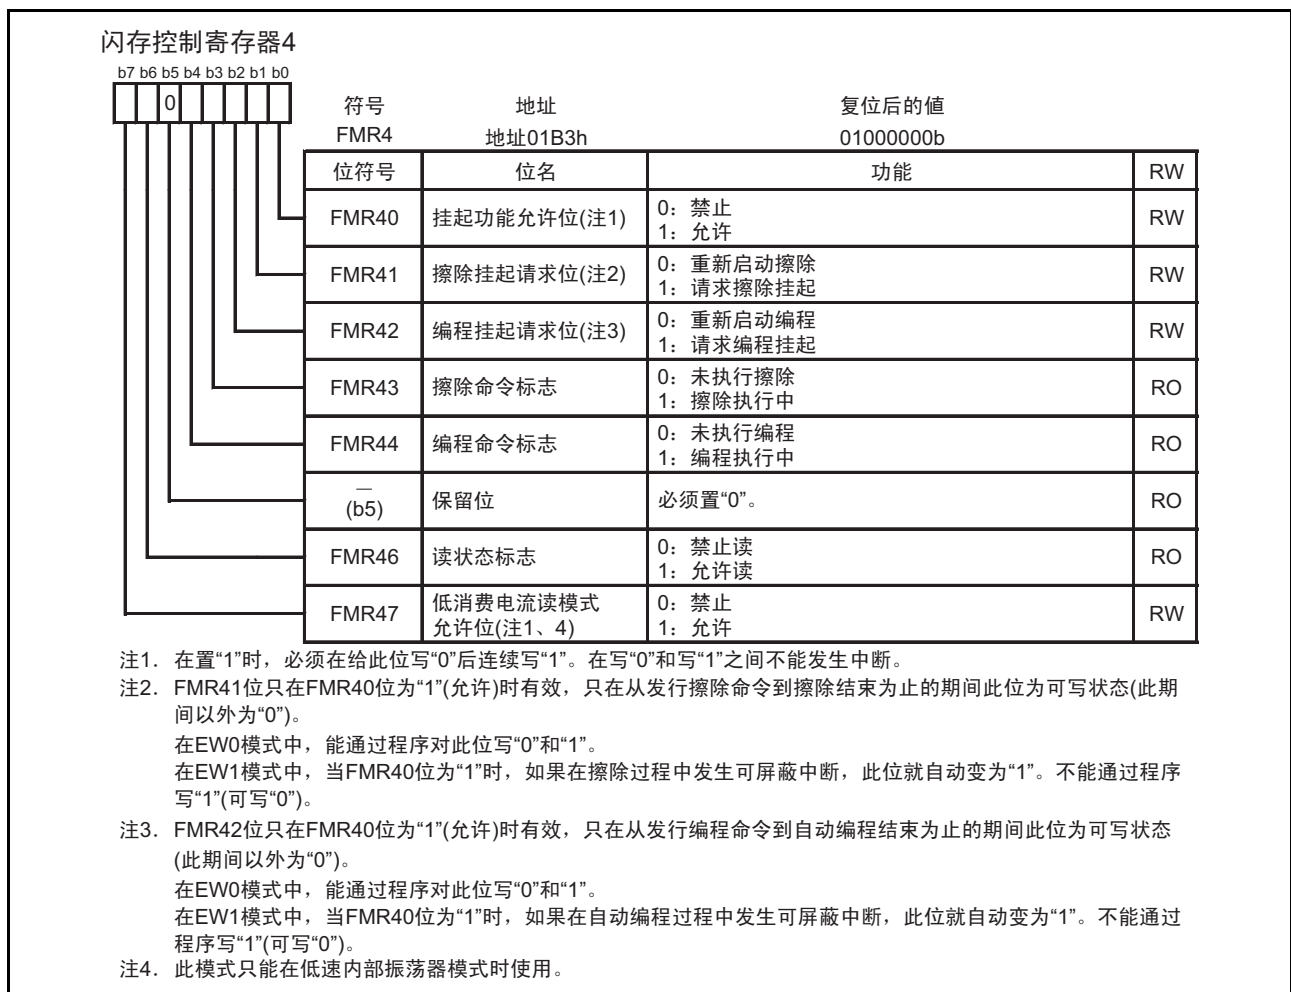 闪存控制寄存器4
b7 b6 b5 b4 b3 b2 b1 b0
0
符号 地址 复位后的値
FMR4 地址01B3h 01000000b
位符号 位名 功能 RW
FMR40 挂起功能允许位(注1) 0：禁止
1：允许 RW
FMR41 擦除挂起请求位(注2) 0：重新启动擦除
1：请求擦除挂起 RW
FMR42 编程挂起请求位(注3) 0：重新启动编程
1：请求编程挂起 RW
FMR43 擦除命令标志 0：未执行擦除
1：擦除执行中 RO
FMR44 编程命令标志 0：未执行编程
1：编程执行中 RO
—
(b5) 保留位 必须置“0”。 RO
FMR46 读状态标志 0：禁止读
1：允许读 RO
FMR47 低消费电流读模式
允许位(注1、4) 0：禁止
1：允许 RW
注1. 在置“1”时，必须在给此位写“0”后连续写“1”。在写“0”和写“1”之间不能发生中断。
注2. FMR41位只在FMR40位为“1”(允许)时有效，只在从发行擦除命令到擦除结束为止的期间此位为可写状态(此期
间以外为“0”)。
在EW0模式中，能通过程序对此位写“0”和“1”。
在EW1模式中，当FMR40位为“1”时，如果在擦除过程中发生可屏蔽中断，此位就自动变为“1”。不能通过程序
写“1”(可写“0”)。
注3. FMR42位只在FMR40位为“1”(允许)时有效，只在从发行编程命令到自动编程结束为止的期间此位为可写状态
(此期间以外为“0”)。
在EW0模式中，能通过程序对此位写“0”和“1”。
在EW1模式中，当FMR40位为“1”时，如果在自动编程过程中发生可屏蔽中断，此位就自动变为“1”。不能通过
程序写“1”(可写“0”)。
注4. 此模式只能在低速内部振荡器模式时使用。